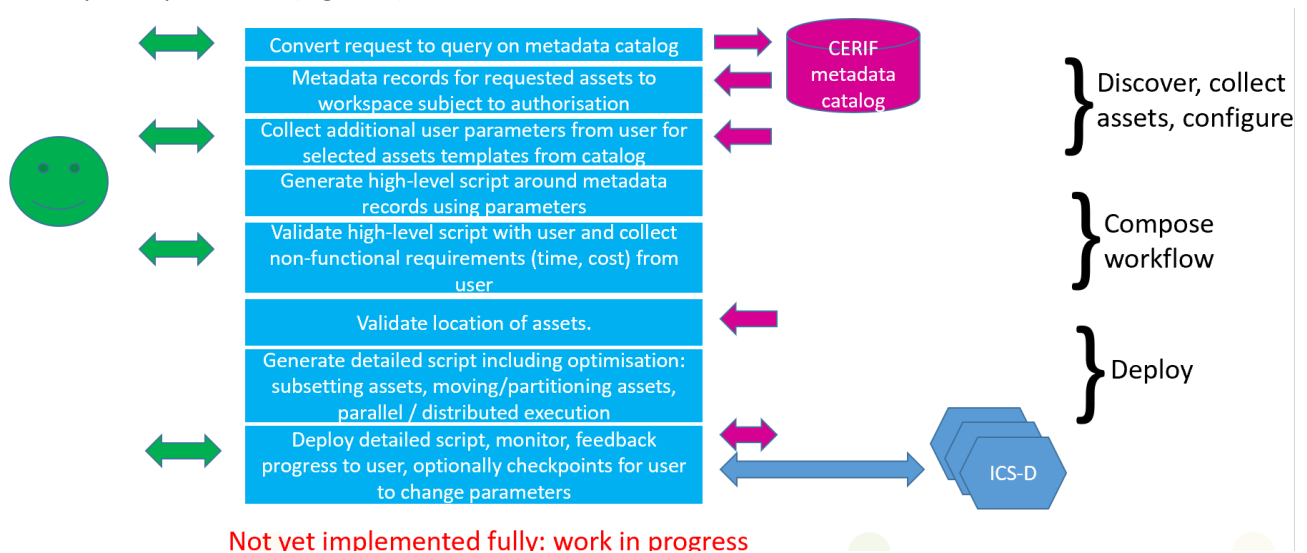 Convert request to query on metadata catalog
Metadata records for requested assets to
workspace subject to authorisation
Collect additional user parameters from user for
selected assets templates from catalog
Generate high-level script around metadata
records using parameters
Validate high-level script with user and collect
non-functional requirements (time, cost) from
user
Validate location of assets.
Generate detailed script including optimisation:
subsetting assets, moving/partitioning assets,
parallel / distributed execution
Deploy detailed script, monitor, feedback
progress to user, optionally checkpoints for user
to change parameters
CERIF
metadata
catalog
Discover, collect
assets, configure
Compose
workflow
Deploy
ICS-D
Not yet implemented fully: work in progress